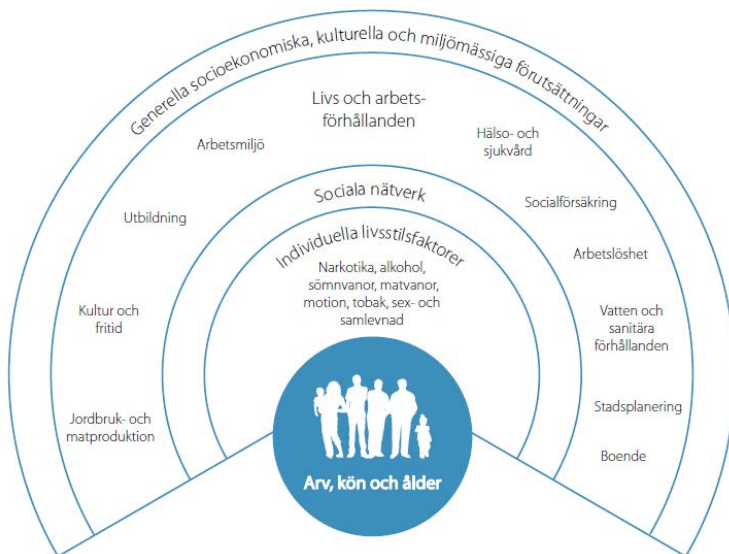 Generella socioekonomiska, kulturella och miljömässiga förutsättningar
Livs och arbets-
förhållanden
Arbetsmiljö
Utbildning
Kultur och
fritid
Jordbruk- och
matproduktion
Hälso- och
sjukvård
Socialförsäkring
Arbetslöshet
Vatten och
sanitära
förhållanden
Stadsplanering
Boende
Sociala nätverk
Individuella livsstilsfaktorer
Narkotika, alkohol,
sömnvanor, matvanor,
motion, tobak, sex- och
samlevnad
Arv, kön och ålder